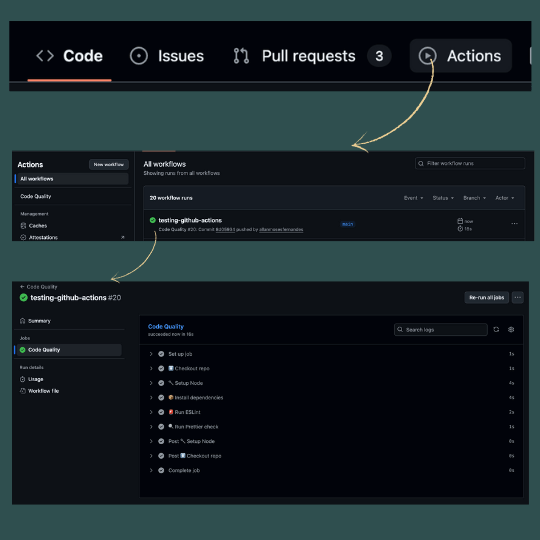 Code Issues Pull requests 3 Actions
Actions New workflow
All workflows
Code Quality
Management
Caches
Attestations
All workflows
Showing runs from all workflows
Filter workflow runs
20 workflow runs Event Status Branch Actor
testing-github-actions
Code Quality #20: Commit pushed by
now
18s
Code Quality
testing-github-actions #20 Re-run all jobs
Summary
Jobs
Code Quality
Run details
Usage
Workflow file
Code Quality
succeeded now in 18s
Search logs
Set up job 1s
Checkout repo 1s
Setup Node 4s
Install dependencies 4s
Run ESLint 2s
Run Prettier check 1s
Post Setup Node 0s
Post Checkout repo 0s
Complete job 0s